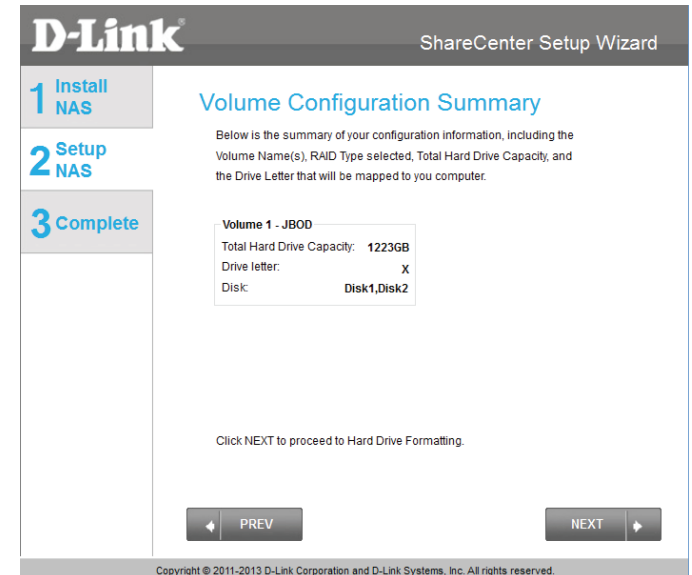 D-Link®
ShareCenter Setup Wizard
1 Install
NAS
2 Setup
NAS
3 Complete
Volume Configuration Summary
Below is the summary of your configuration information, including the
Volume Name(s), RAID Type selected, Total Hard Drive Capacity, and
the Drive Letter that will be mapped to you computer.
Volume 1 - JBOD
Total Hard Drive Capacity: 1223GB
Drive letter: X
Disk: Disk1,Disk2
Click NEXT to proceed to Hard Drive Formatting.
PREV
NEXT
Copyright © 2011-2013 D-Link Corporation and D-Link Systems, Inc. All rights reserved.